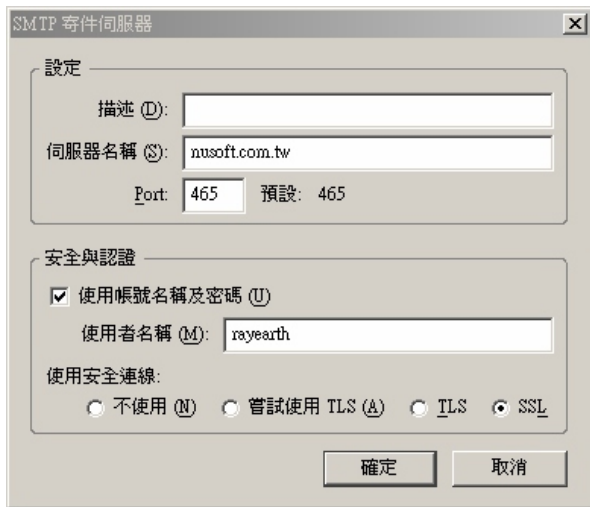 SMTP 寄件伺服器
設定
描述 (D):
伺服器名稱 (S): nusoft.com.tw
Port: 465 預設: 465
安全與認證
使用帳號名稱及密碼 (U)
使用者名稱 (M): rayearth
使用安全連線:
不使用 (N) 嘗試使用 TLS (A) TLS SSL
確定 取消